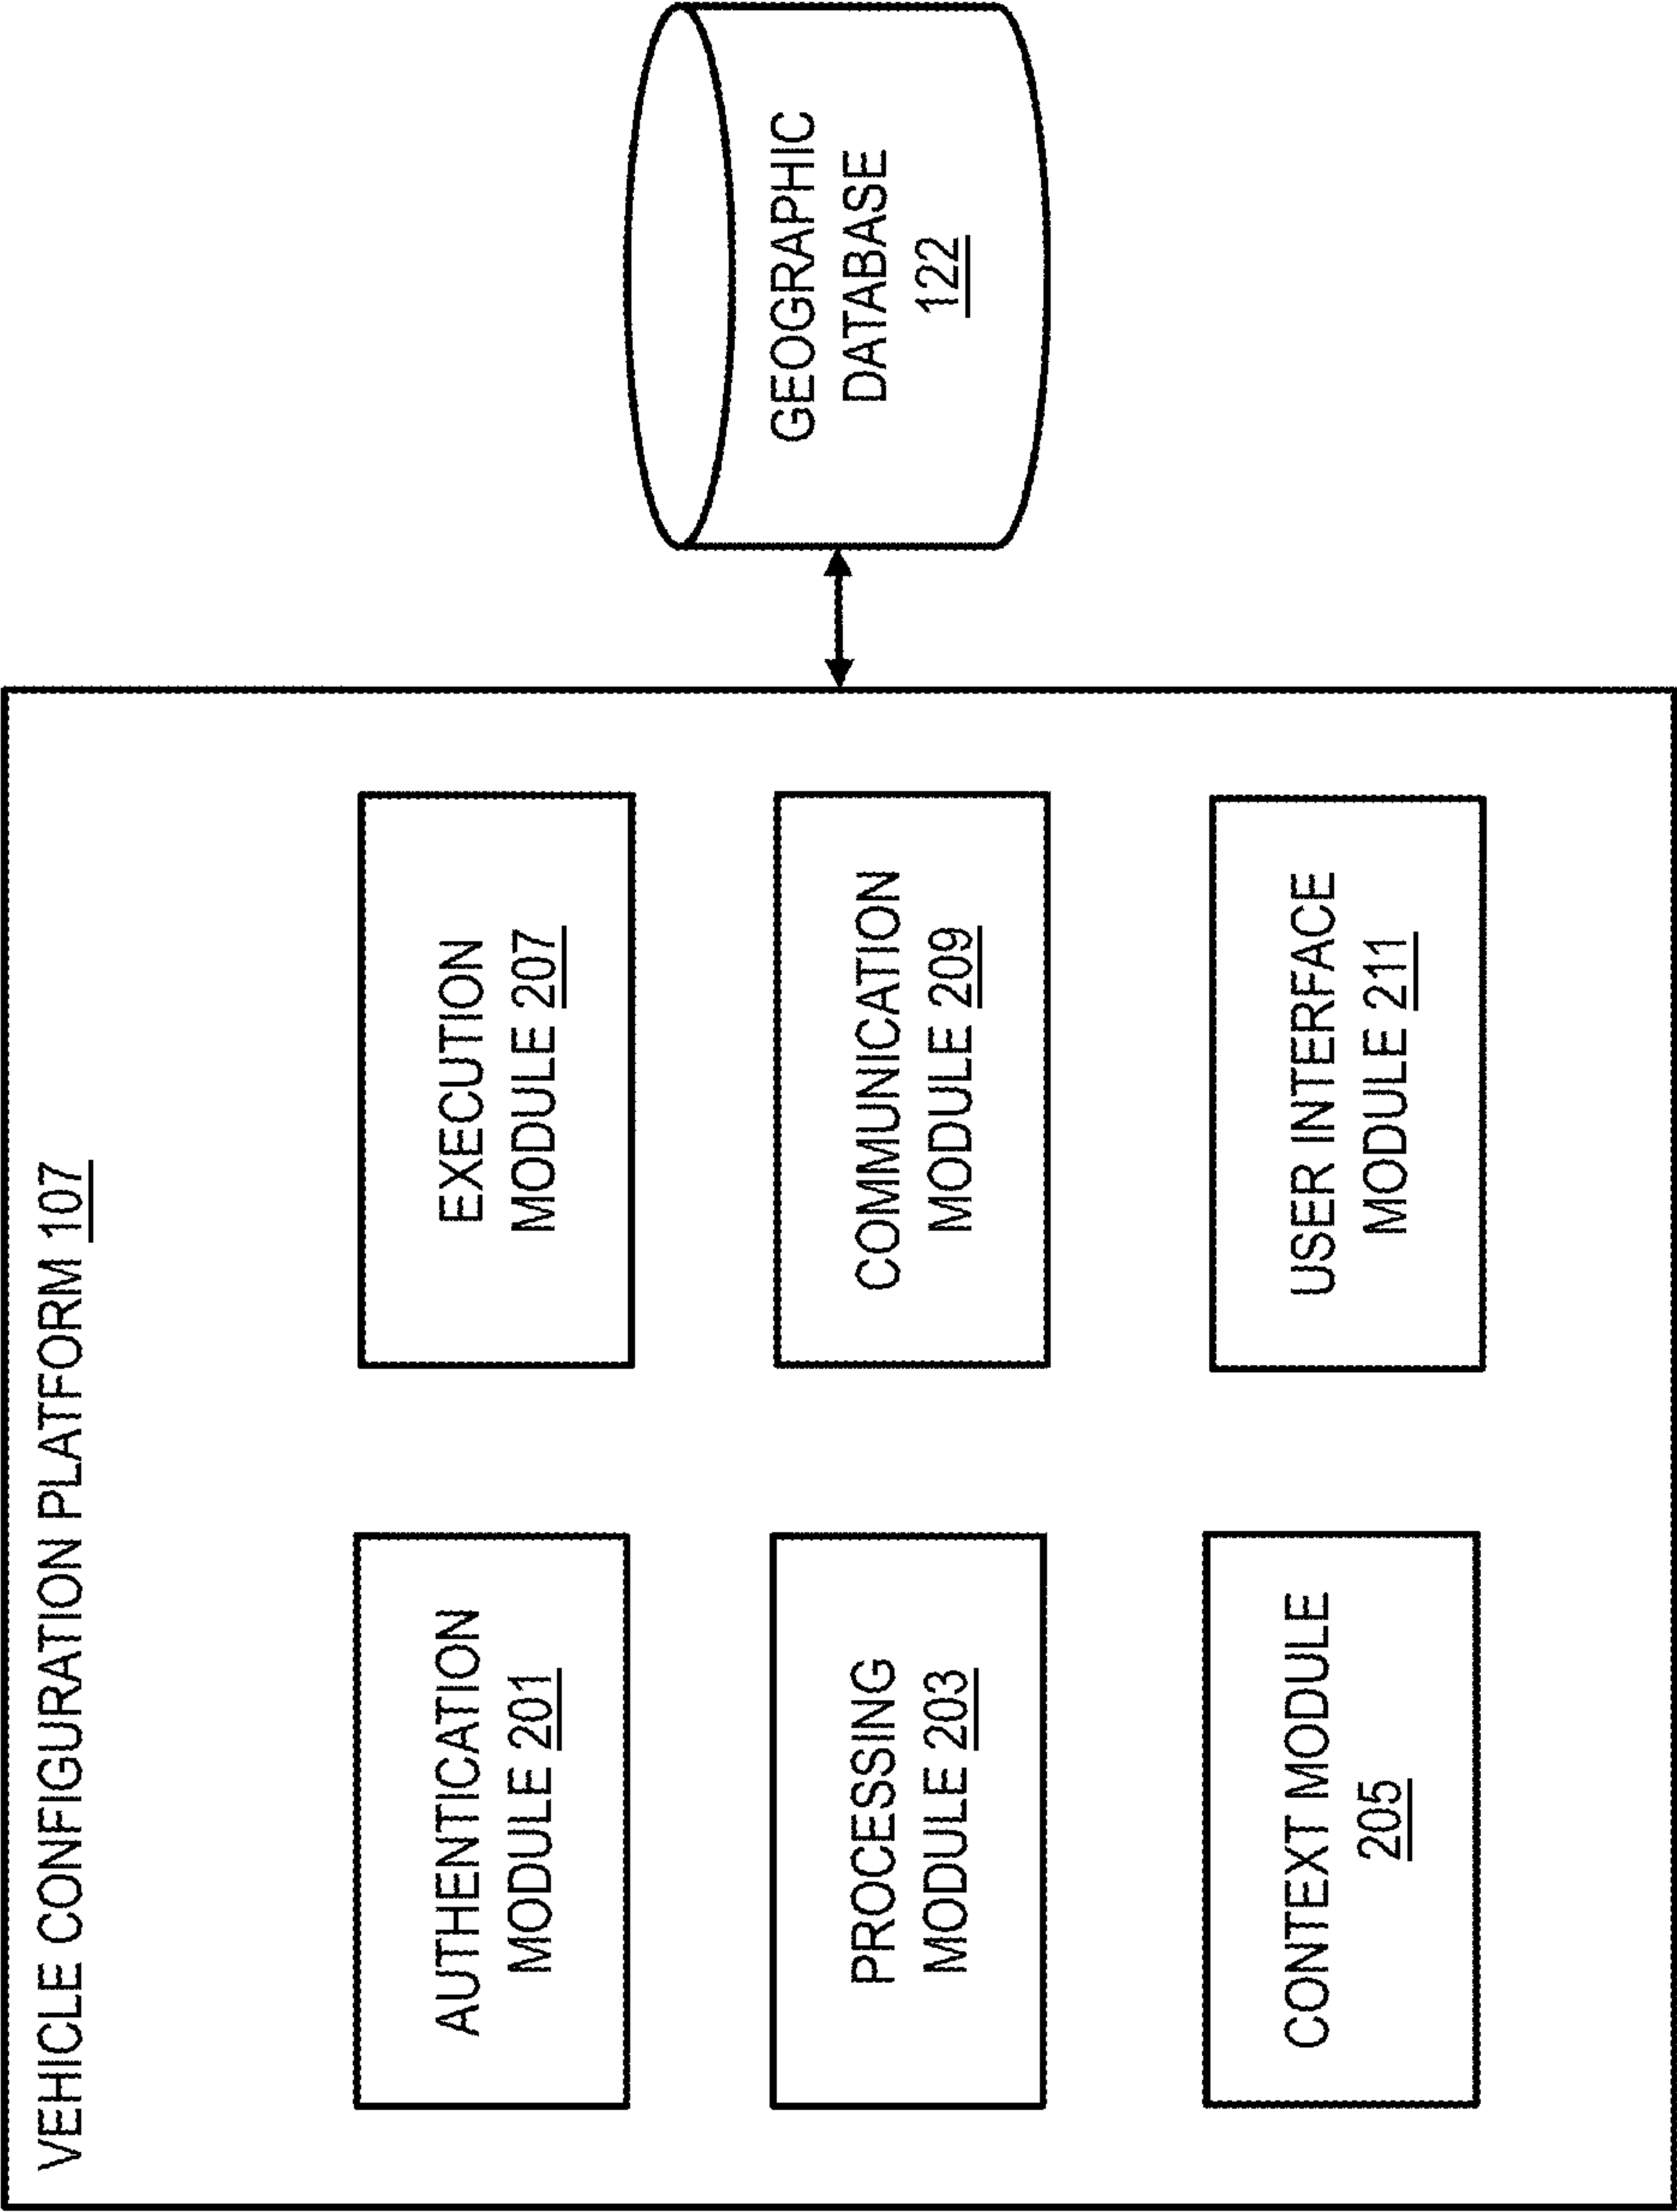 VEHICLE CONFIGURATION PLATFORM 107
AUTHENTICATION
MODULE 201
PROCESSING
MODULE 203
CONTEXT MODULE
205
EXECUTION
MODULE 207
COMMUNICATION
MODULE 209
USER INTERFACE
MODULE 211
GEOGRAPHIC
DATABASE
122